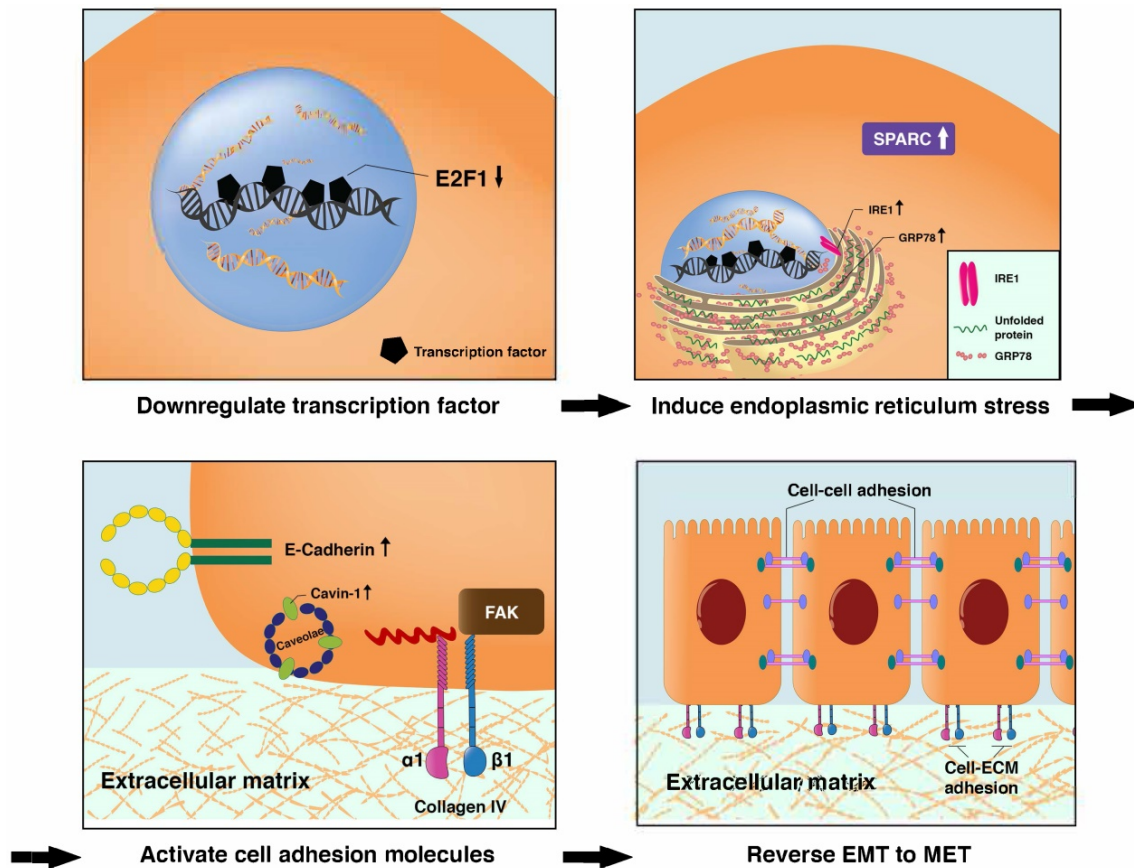 E2F1 ↓
Transcription factor
Downregulate transcription factor
SPARC ↑
IRE1 ↑
GRP78 ↑
IRE1
Unfolded
protein
GRP78
Induce endoplasmic reticulum stress
E-Cadherin ↑
Cavin-1 ↑
Caveolae
FAK
α1
β1
Collagen IV
Extracellular matrix
Activate cell adhesion molecules
Cell-cell adhesion
Extracellular matrix
Cell-ECM
adhesion
Reverse EMT to MET